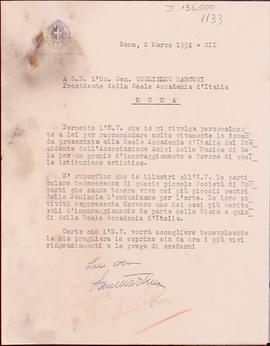 £ 54.000
1133
Roma, 2 Marzo 1934 - XII
A S.E. l'On. Sen. GUGLIELMO MARCONI
Presidente della Reale Accademia d'Italia
R O M A
Permetta l'E.V. che io mi rivolga personalmen
te a lei per raccomandare molto vivamente la doman
da presentata alla Reale Accademia d'Italia dal Pre
sidente dell'Associazione Amici della Musica di
per un premio d'incoraggiamento a favore di quel
la istituzione artistica.
E' superfluo che io illustri all'E.V. la parti
colare benemerenza di queste piccole Società di Con
certi che sanno tenere vivo nei più piccoli centri
della Penisola l'entusiasmo per l'arte. La loro at
tività rappresenta davvero uno dei casi più merite
voli d'incoraggiamento da parte dello Stato e quin
di della Reale Accademia d'Italia.
Certo che l'E.V. vorrà accogliere benevolmente
la mia preghiera le esprimo sin da ora i più vivi
ringraziamenti e la prego di credermi